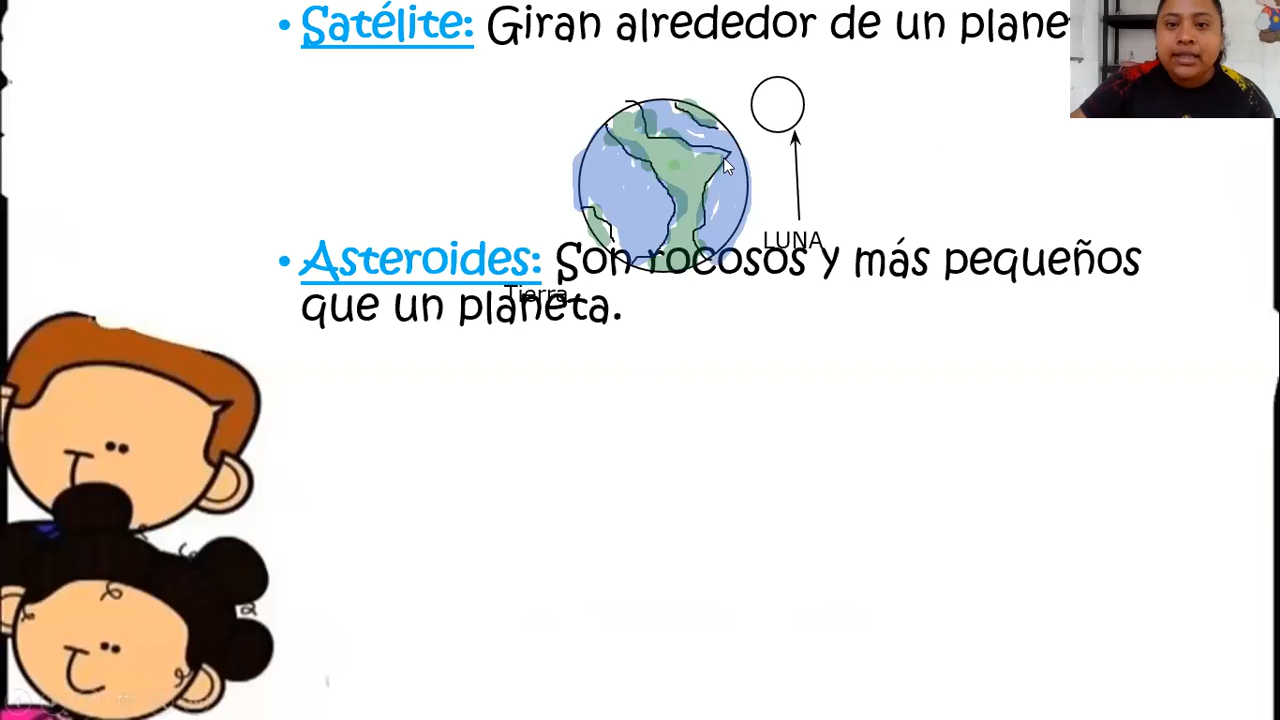 • Satélite: Giran alrededor de un plane
LUNA
• Asteroides: Son rocosos y más pequeños
Tierra
que un planeta.